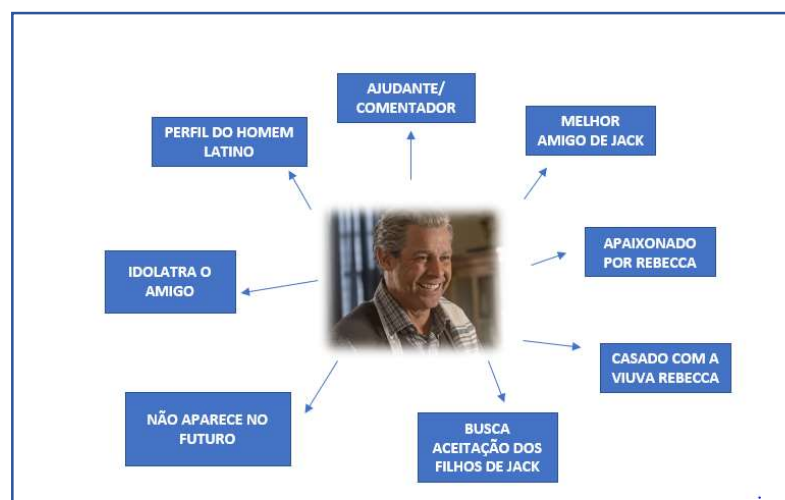 AJUDANTE/
COMENTADOR
MELHOR
AMIGO DE JACK
PERFIL DO HOMEM
LATINO
APAIXONADO
POR REBECCA
IDOLATRA O
AMIGO
CASADO COM A
VIUVA REBECCA
NÃO APARECE NO
FUTURO
BUSCA
ACEITAÇÃO DOS
FILHOS DE JACK